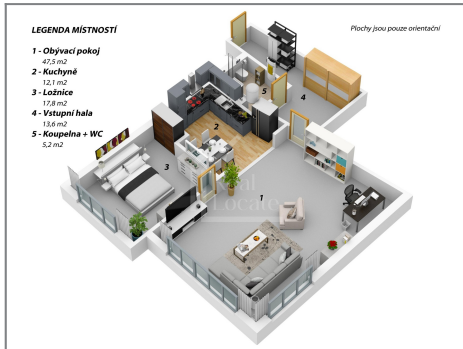 LEGENDA MÍSTNOSTÍ
Plochy jsou pouze orientační
1 - Obývací pokoj
47,5 m2
2 - Kuchyně
12,1 m2
3 - Ložnice
17,8 m2
4 - Vstupní hala
13,6 m2
5 - Koupelna + WC
5,2 m2
5
4
2
3
1
Real
Locate